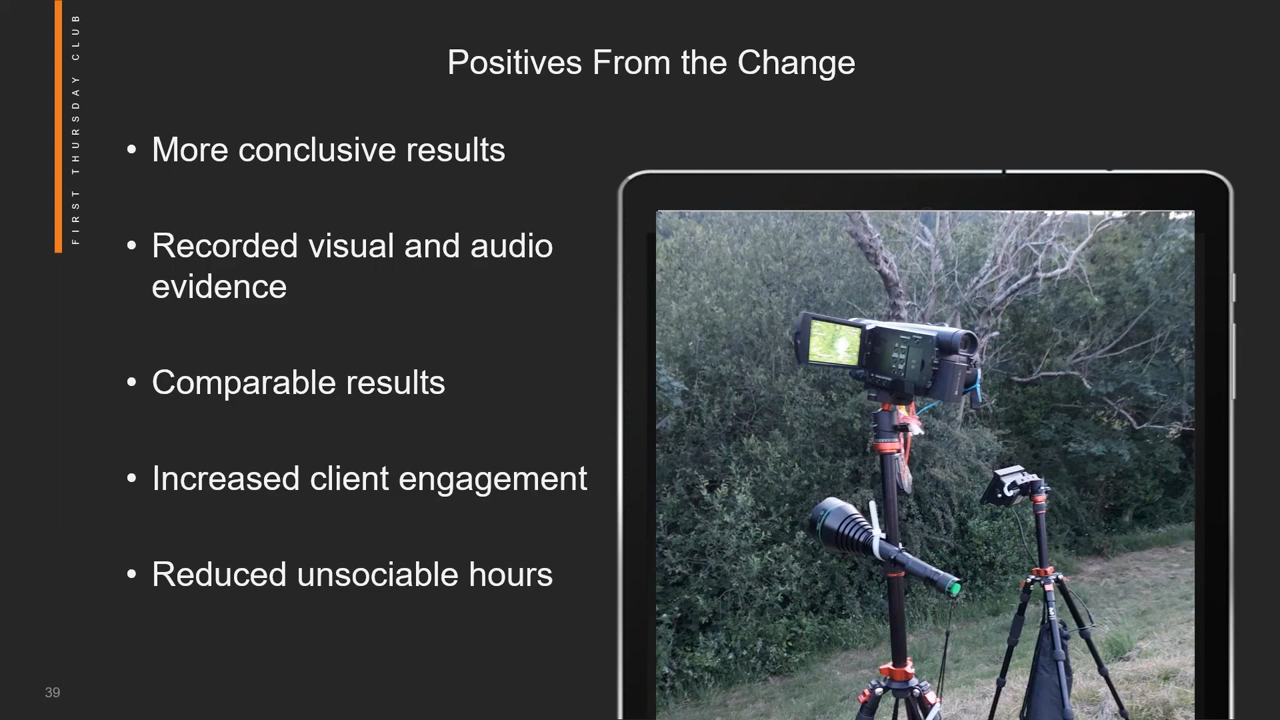 FIRST THURSDAY CLUB
Positives From the Change
• More conclusive results
• Recorded visual and audio
evidence
• Comparable results
• Increased client engagement
• Reduced unsociable hours
39